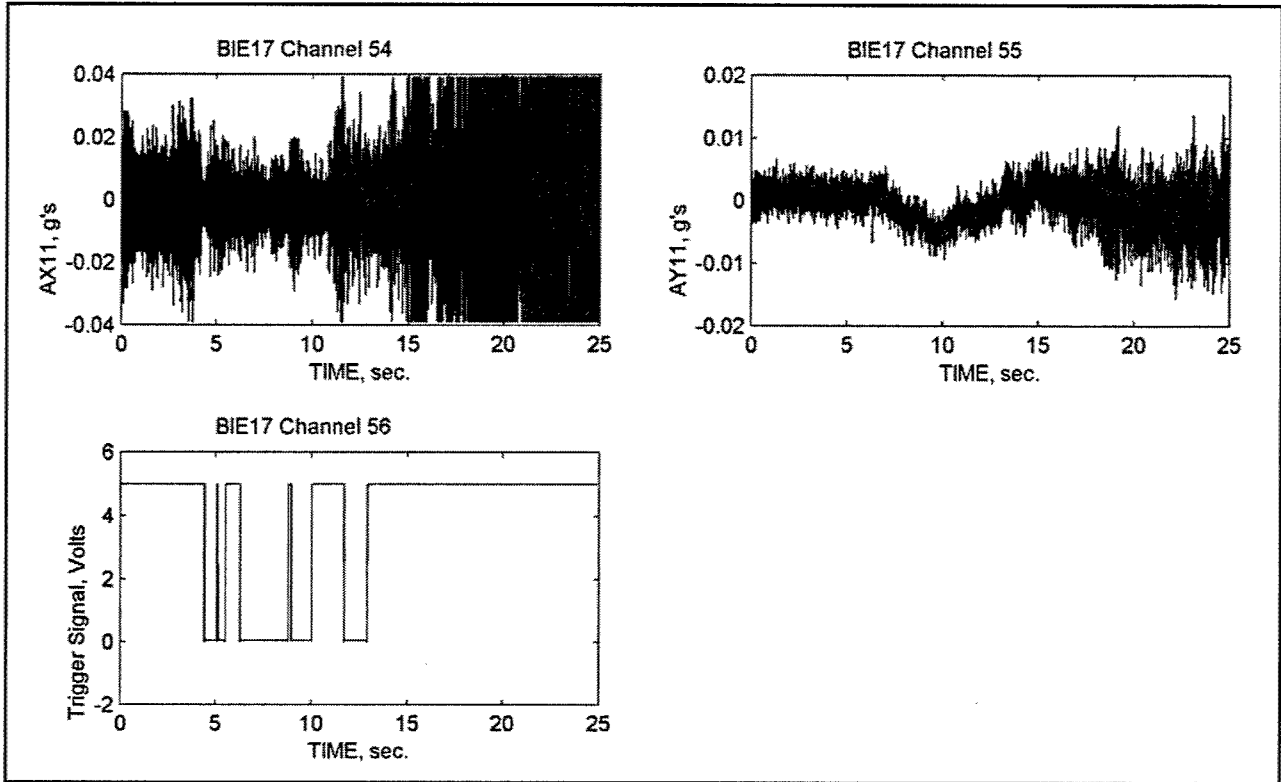 BIE17 Channel 54
0.04
0.02
0
-0.02
-0.04
AX11, g's
0 5 10 15 20 25
TIME, sec.
BIE17 Channel 55
0.02
0.01
0
-0.01
-0.02
AY11, g's
0 5 10 15 20 25
TIME, sec.
BIE17 Channel 56
6
4
2
0
-2
Trigger Signal, Volts
0 5 10 15 20 25
TIME, sec.